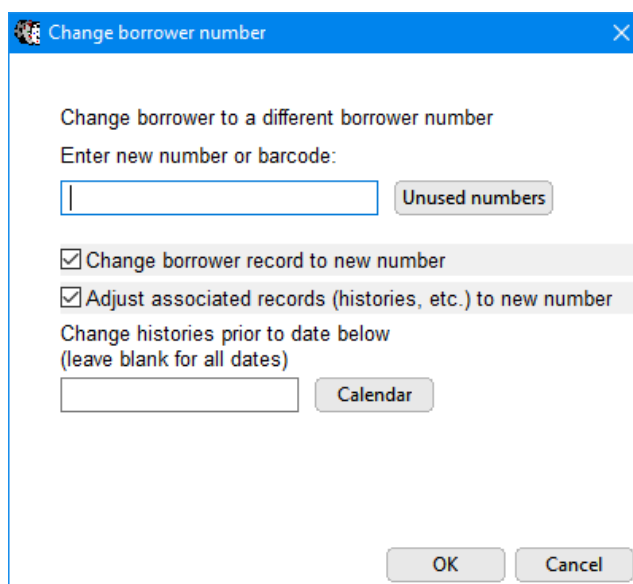 Change borrower number
Change borrower to a different borrower number
Enter new number or barcode:
Unused numbers
Change borrower record to new number
Adjust associated records (histories, etc.) to new number
Change histories prior to date below
(leave blank for all dates)
Calendar
OK Cancel